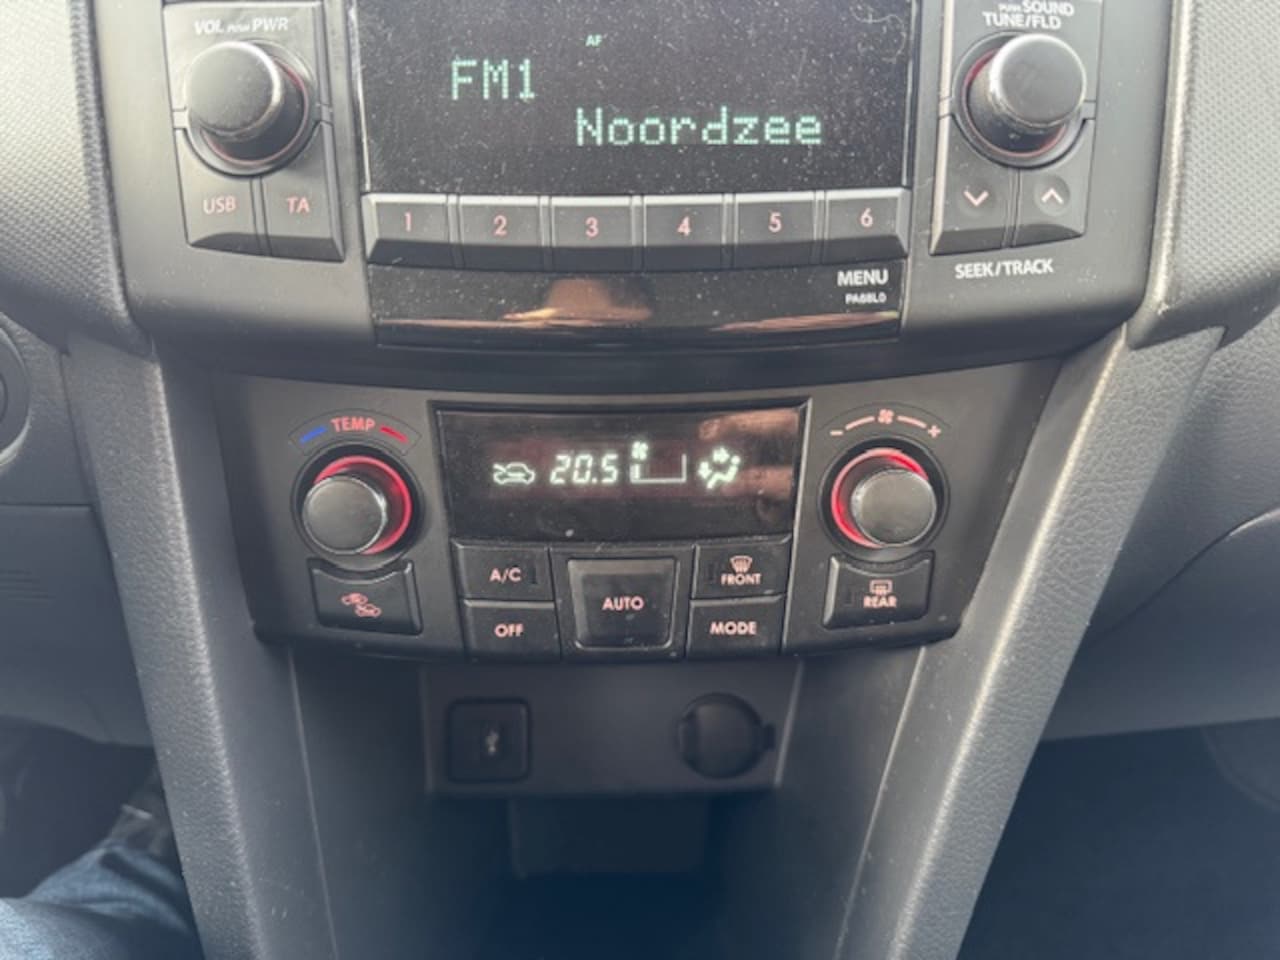 VOL PUSH PWR
AF
FM1
Noordzee
PUSH SOUND
TUNE/FLD
USB
TA
1
2
3
4
5
6
MENU
PA68L0
SEEK/TRACK
TEMP
20.5
- +
A/C
OFF
AUTO
FRONT
MODE
REAR